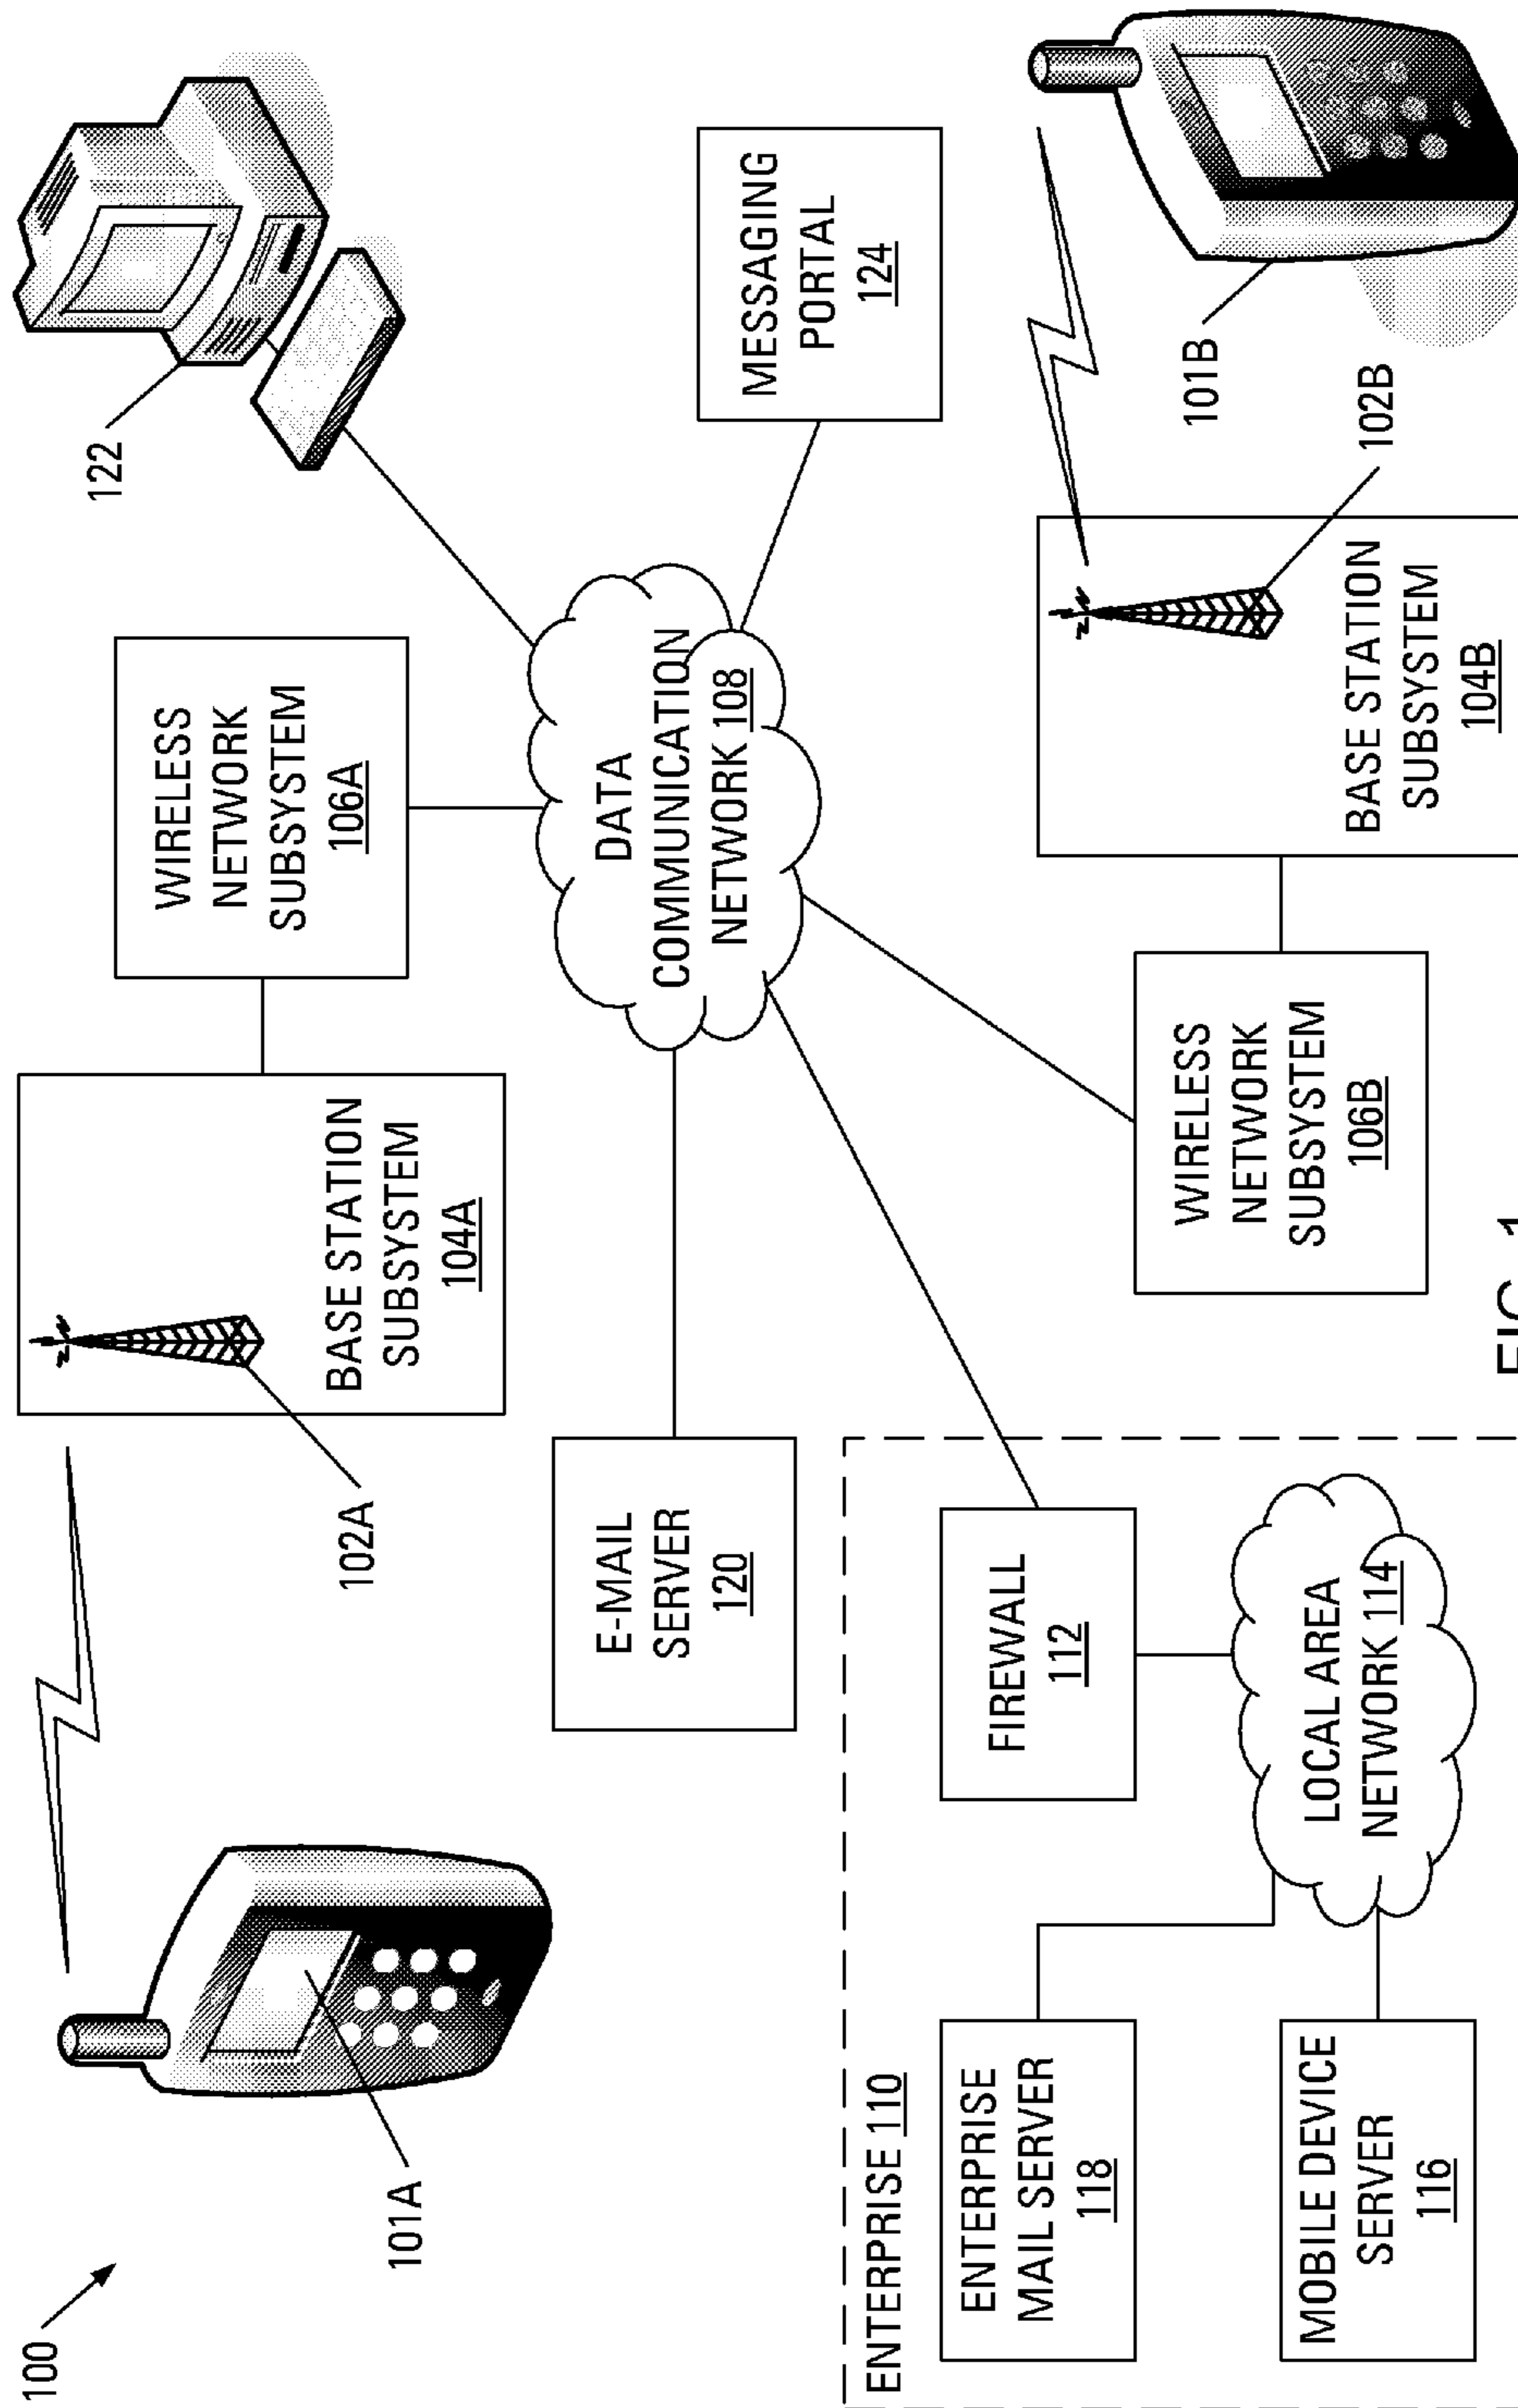 100
101A
102A
BASE STATION
SUBSYSTEM
104A
WIRELESS
NETWORK
SUBSYSTEM
106A
122
E-MAIL
SERVER
120
DATA
COMMUNICATION
NETWORK 108
MESSAGING
PORTAL
124
ENTERPRISE 110
ENTERPRISE
MAIL SERVER
118
MOBILE DEVICE
SERVER
116
FIREWALL
112
LOCAL AREA
NETWORK 114
WIRELESS
NETWORK
SUBSYSTEM
106B
BASE STATION
SUBSYSTEM
104B
101B
102B
FIG. 1